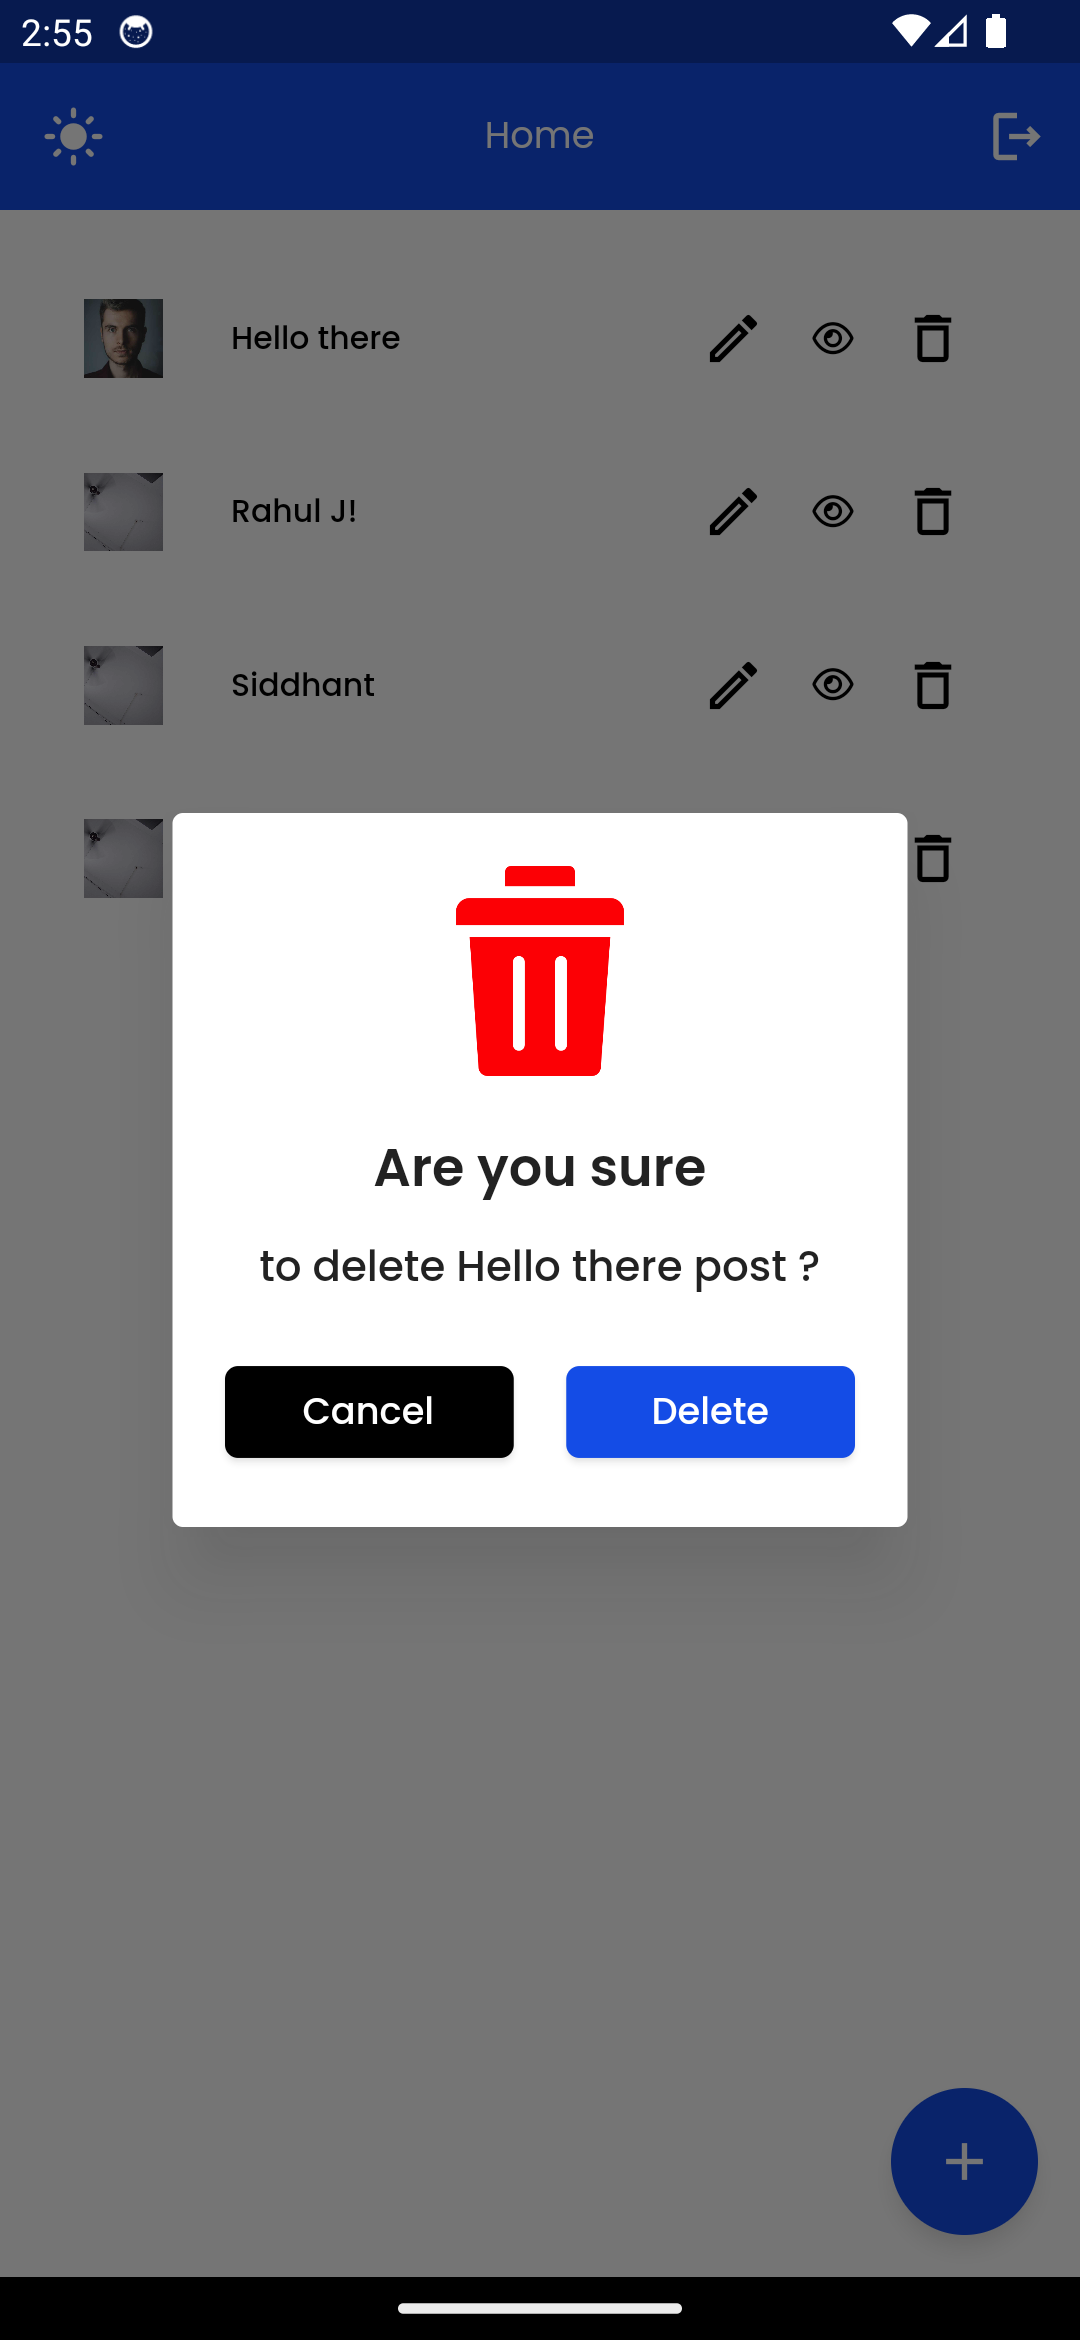 2:55
Home
Hello there
Rahul J!
Siddhant
Are you sure
to delete Hello there post ?
Cancel
Delete